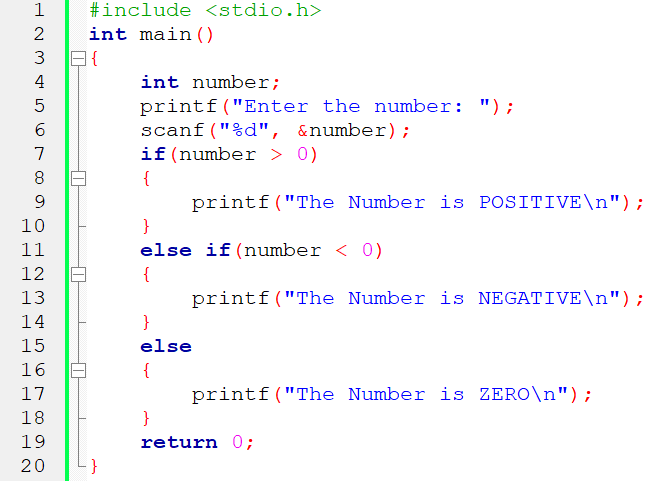 1 #include <stdio.h>
2 int main()
3 {
4     int number;
5     printf("Enter the number: ");
6     scanf("%d", &number);
7     if(number > 0)
8     {
9         printf("The Number is POSITIVE\n");
10     }
11     else if(number < 0)
12     {
13         printf("The Number is NEGATIVE\n");
14     }
15     else
16     {
17         printf("The Number is ZERO\n");
18     }
19     return 0;
20 }